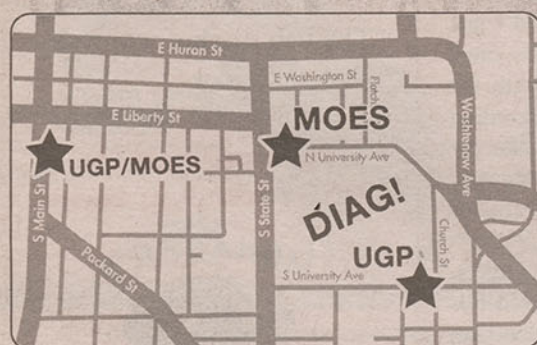 E Huron St
E Washington St
Fletch
E Liberty St
MOES
Washtenaw Ave
UGP/MOES
N University Ave
S Main St
S State St
DIAG!
Church St
Packard St
UGP
S University Ave